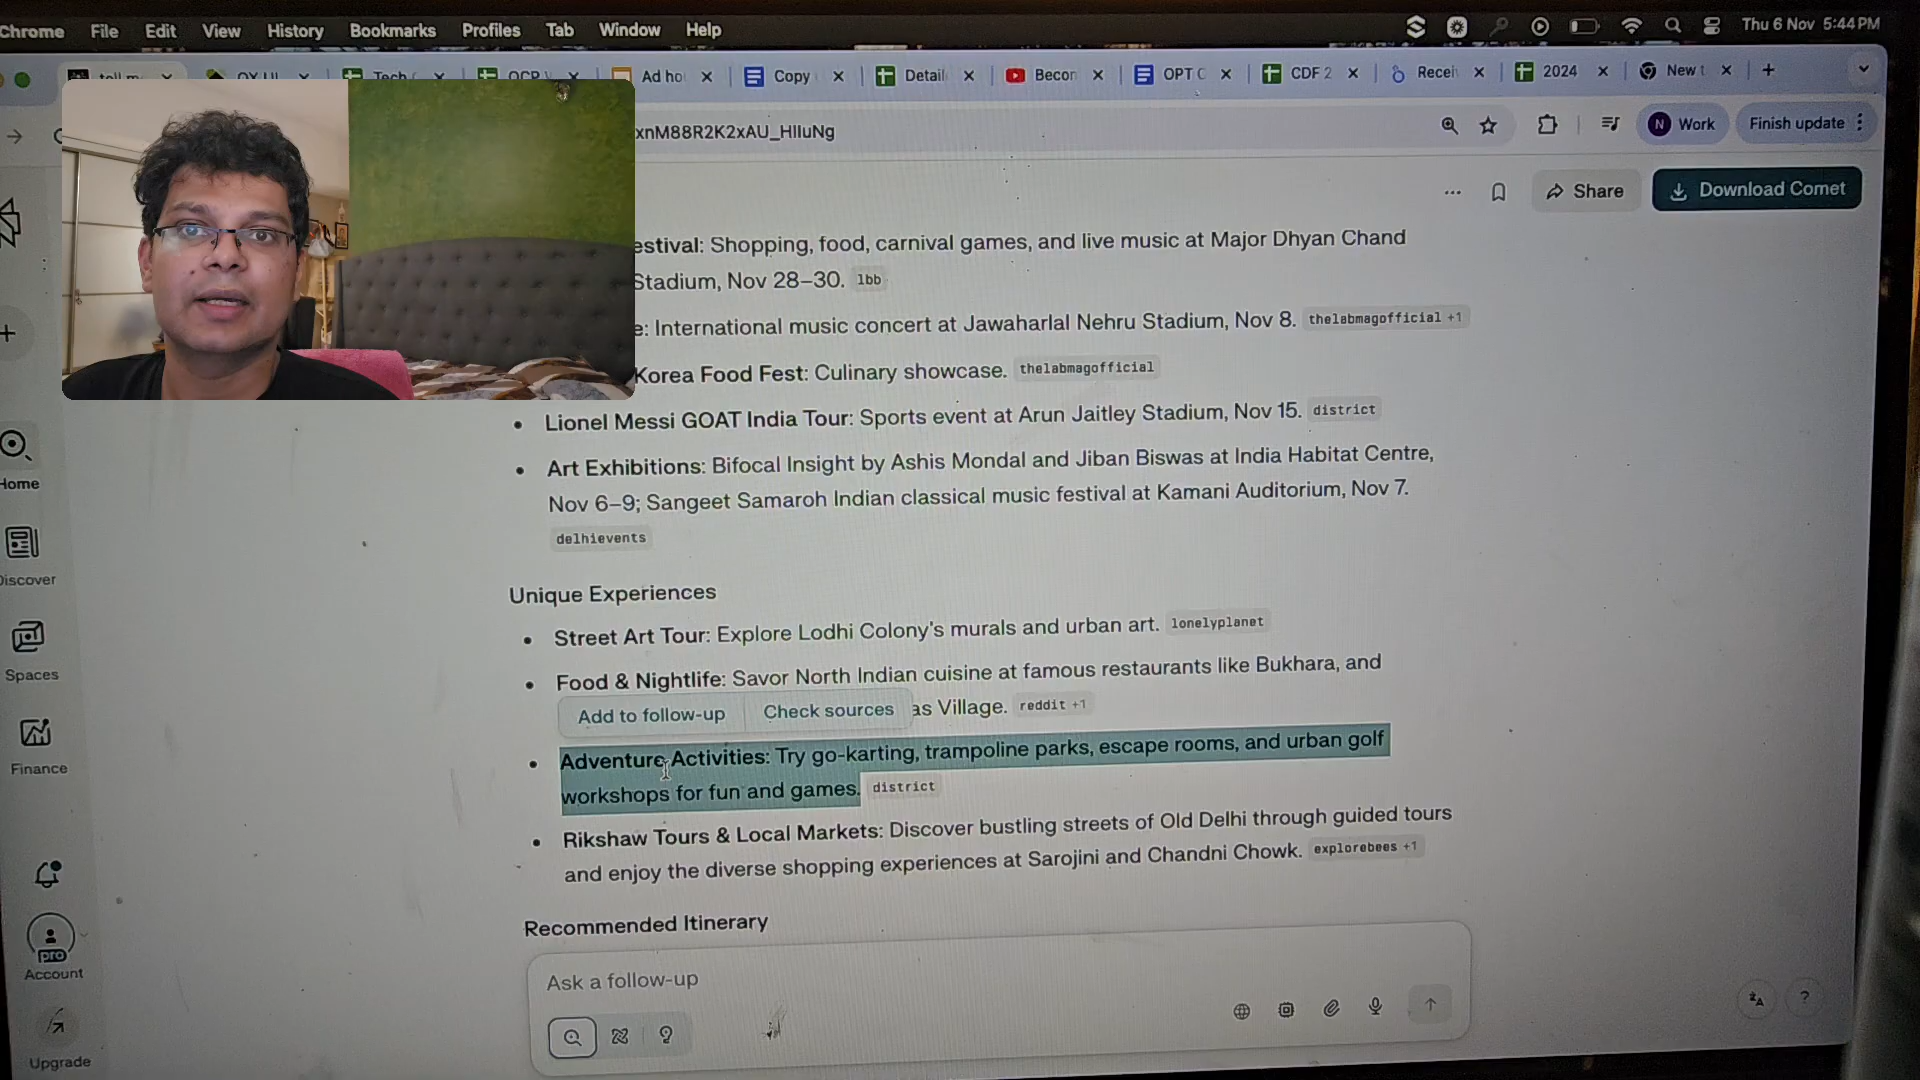 Chrome File Edit View History Bookmarks Profiles Tab Window Help Thu 6 Nov 5:44 PM
Ad ho Copy Detail Becon OPT C CDF 2 Recei 2024 New t
xnM88R2K2xAU_HlluNg N Work Finish update
Share Download Comet
estival: Shopping, food, carnival games, and live music at Major Dhyan Chand
Stadium, Nov 28–30. lbb
e: International music concert at Jawaharlal Nehru Stadium, Nov 8. thelabmagofficial +1
Korea Food Fest: Culinary showcase. thelabmagofficial
• Lionel Messi GOAT India Tour: Sports event at Arun Jaitley Stadium, Nov 15. district
• Art Exhibitions: Bifocal Insight by Ashis Mondal and Jiban Biswas at India Habitat Centre,
Nov 6–9; Sangeet Samaroh Indian classical music festival at Kamani Auditorium, Nov 7.
delhievents
Unique Experiences
• Street Art Tour: Explore Lodhi Colony's murals and urban art. lonelyplanet
• Food & Nightlife: Savor North Indian cuisine at famous restaurants like Bukhara, and
Add to follow-up Check sources as Village. reddit +1
• Adventure Activities: Try go-karting, trampoline parks, escape rooms, and urban golf
workshops for fun and games. district
• Rikshaw Tours & Local Markets: Discover bustling streets of Old Delhi through guided tours
and enjoy the diverse shopping experiences at Sarojini and Chandni Chowk. explorebees +1
Recommended Itinerary
Ask a follow-up
Home
Discover
Spaces
Finance
pro
Account
Upgrade